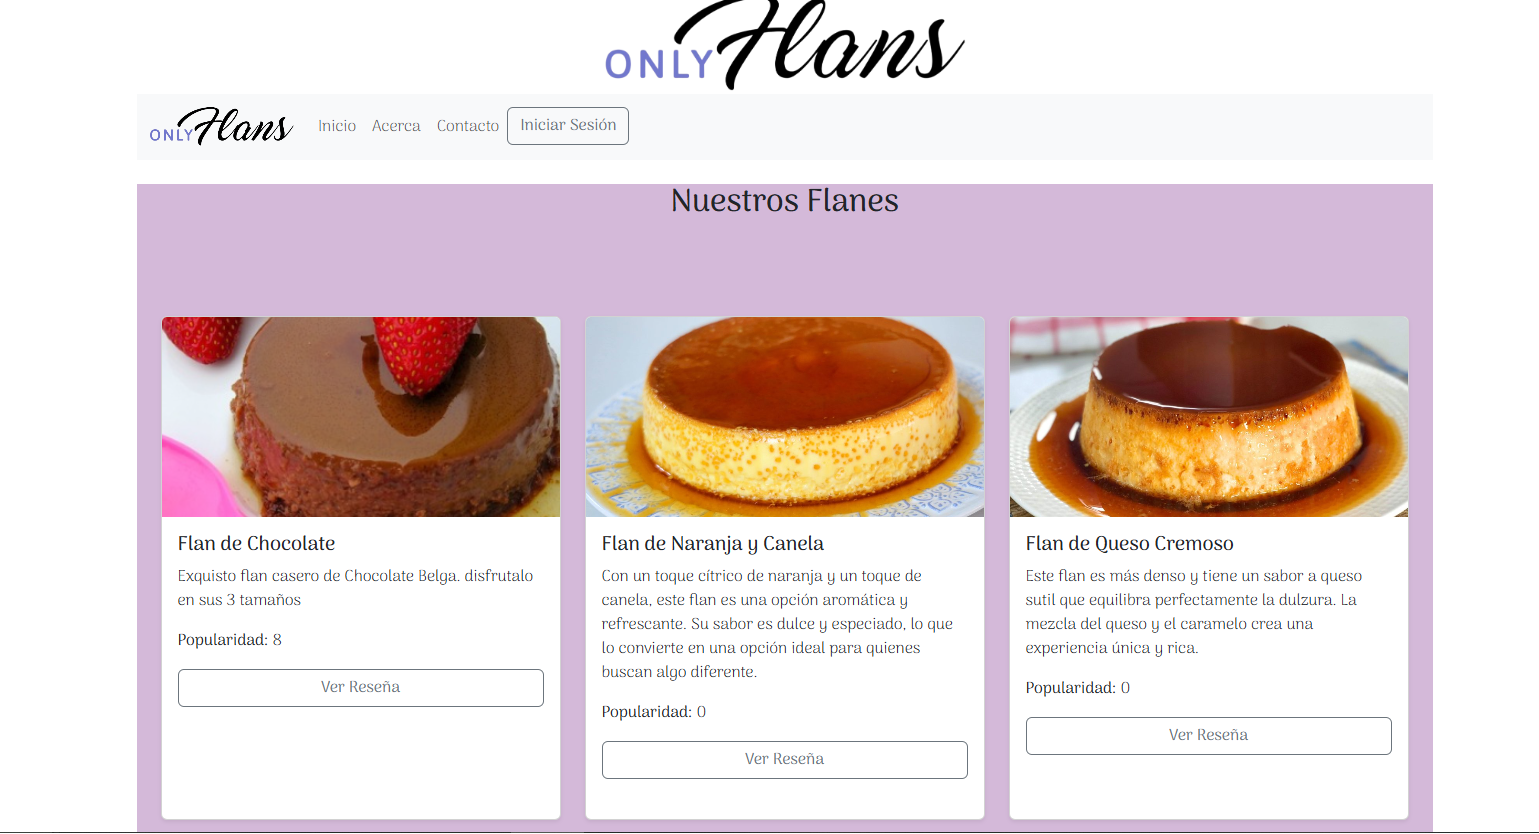 ONLY Flans
ONLY Flans Inicio Acerca Contacto Iniciar Sesión
Nuestros Flanes
Flan de Chocolate
Exquisto flan casero de Chocolate Belga. disfrutalo
en sus 3 tamaños
Popularidad: 8
Ver Reseña
Flan de Naranja y Canela
Con un toque cítrico de naranja y un toque de
canela, este flan es una opción aromática y
refrescante. Su sabor es dulce y especiado, lo que
lo convierte en una opción ideal para quienes
buscan algo diferente.
Popularidad: 0
Ver Reseña
Flan de Queso Cremoso
Este flan es más denso y tiene un sabor a queso
sutil que equilibra perfectamente la dulzura. La
mezcla del queso y el caramelo crea una
experiencia única y rica.
Popularidad: 0
Ver Reseña